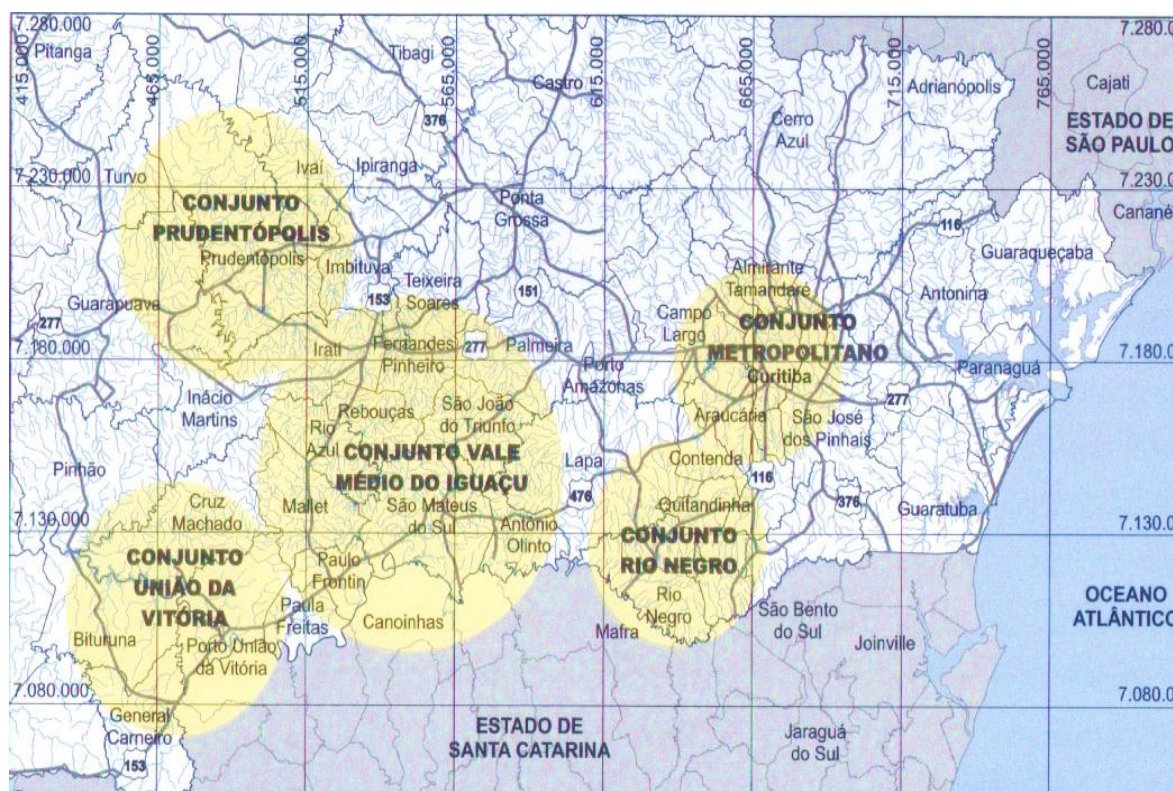 7.280.000
415.000
465.000
515.000
565.000
615.000
665.000
715.000
765.000
7.280.0
Pitanga
Tibagi
Castro
376
Adrianópolis
Cajati
ESTADO DE
SÃO PAULO
Cerro
Azul
Ivaí
Ipiranga
Turvo
7.230.000
7.230.0
CONJUNTO
PRUDENTÓPOLIS
Prudentópolis
Ponta
Grossa
116
Cananéi
Guaraqueçaba
Imbituva
Teixeira
Soares
153
151
Almirante
Tamandaré
Antonina
Guarapuava
277
Campo
Largo
CONJUNTO
METROPOLITANO
Curitiba
Irati
Fernandes
Pinheiro
277
Palmeira
Porto
Amazonas
7.180.000
7.180.0
Paranaguá
Inácio
Martins
Rebouças
São João
do Triunfo
Araucária
São José
dos Pinhais
277
Rio
Azul
CONJUNTO VALE
MÉDIO DO IGUAÇU
Lapa
Contenda
116
Pinhão
476
376
Cruz
Machado
Mallet
São Mateus
do Sul
Antônio
Olinto
Quitandinha
Guaratuba
7.130.000
7.130.0
CONJUNTO
UNIÃO DA
VITÓRIA
Paulo
Frontin
CONJUNTO
RIO NEGRO
OCEANO
ATLÂNTICO
Paula
Freitas
Canoinhas
Rio
Negro
Mafra
São Bento
do Sul
Joinville
Bituruna
Porto União
da Vitória
7.080.000
7.080.0
General
Carneiro
153
ESTADO DE
SANTA CATARINA
Jaraguá
do Sul